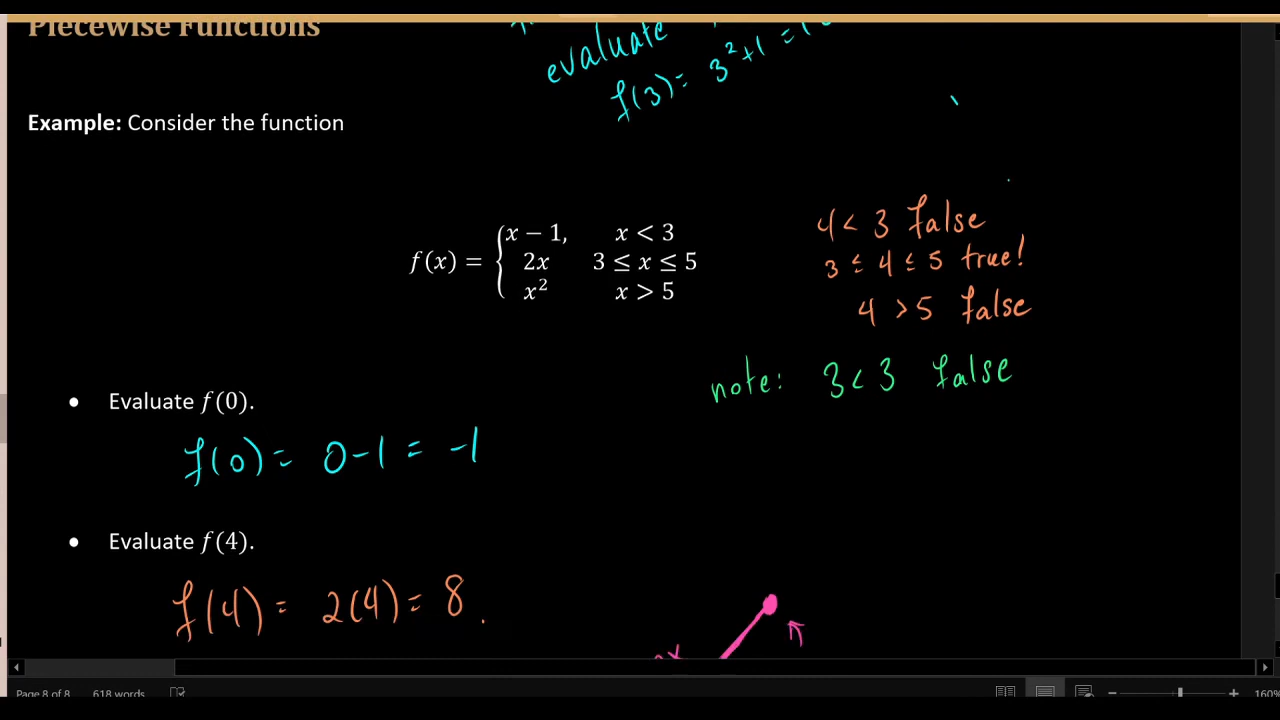 Piecewise Functions
evaluate
f(3) = 3²+1 = 10
Example: Consider the function
f(x) = { x − 1, x < 3
2x 3 ≤ x ≤ 5
x² x > 5
4 < 3 false
3 ≤ 4 ≤ 5 true!
4 > 5 false
note: 3 < 3 false
• Evaluate f(0).
f(0) = 0-1 = -1
• Evaluate f(4).
f(4) = 2(4) = 8.
Page 8 of 8 618 words 160%